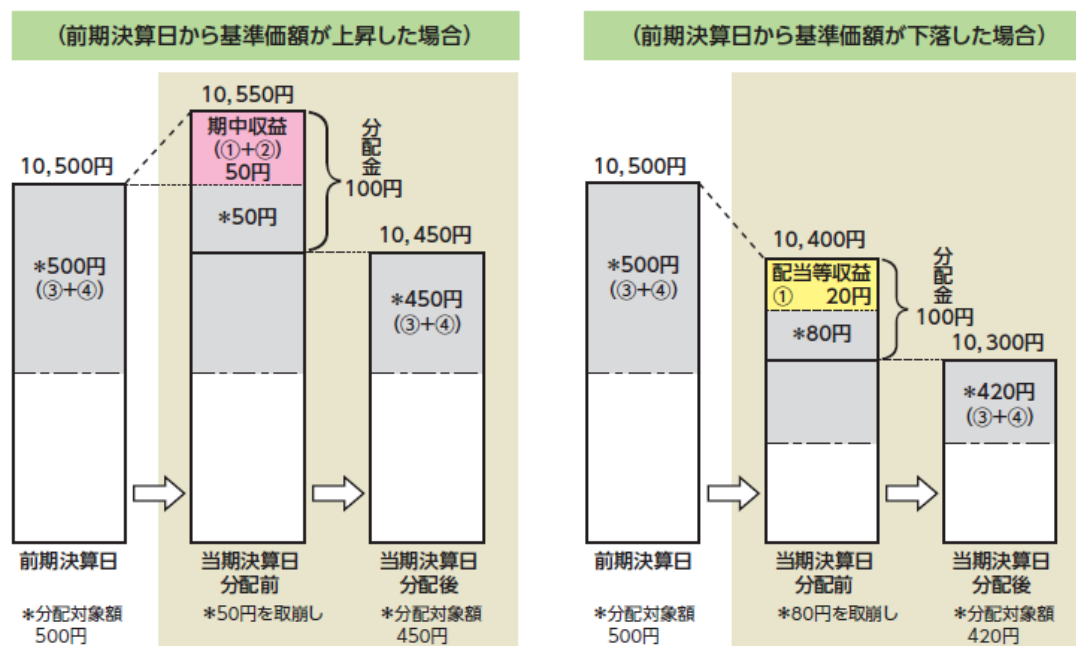 (前期決算日から基準価額が上昇した場合)
10,550円
期中収益
(①+②)
50円
分配金
100円
10,500円
*50円
10,450円
*500円
(③+④)
*450円
(③+④)
前期決算日
当期決算日
分配前
当期決算日
分配後
*分配対象額
500円
*50円を取崩し
*分配対象額
450円
(前期決算日から基準価額が下落した場合)
10,500円
10,400円
配当等収益
① 20円
分配金
100円
*500円
(③+④)
*80円
10,300円
*420円
(③+④)
前期決算日
当期決算日
分配前
当期決算日
分配後
*分配対象額
500円
*80円を取崩し
*分配対象額
420円